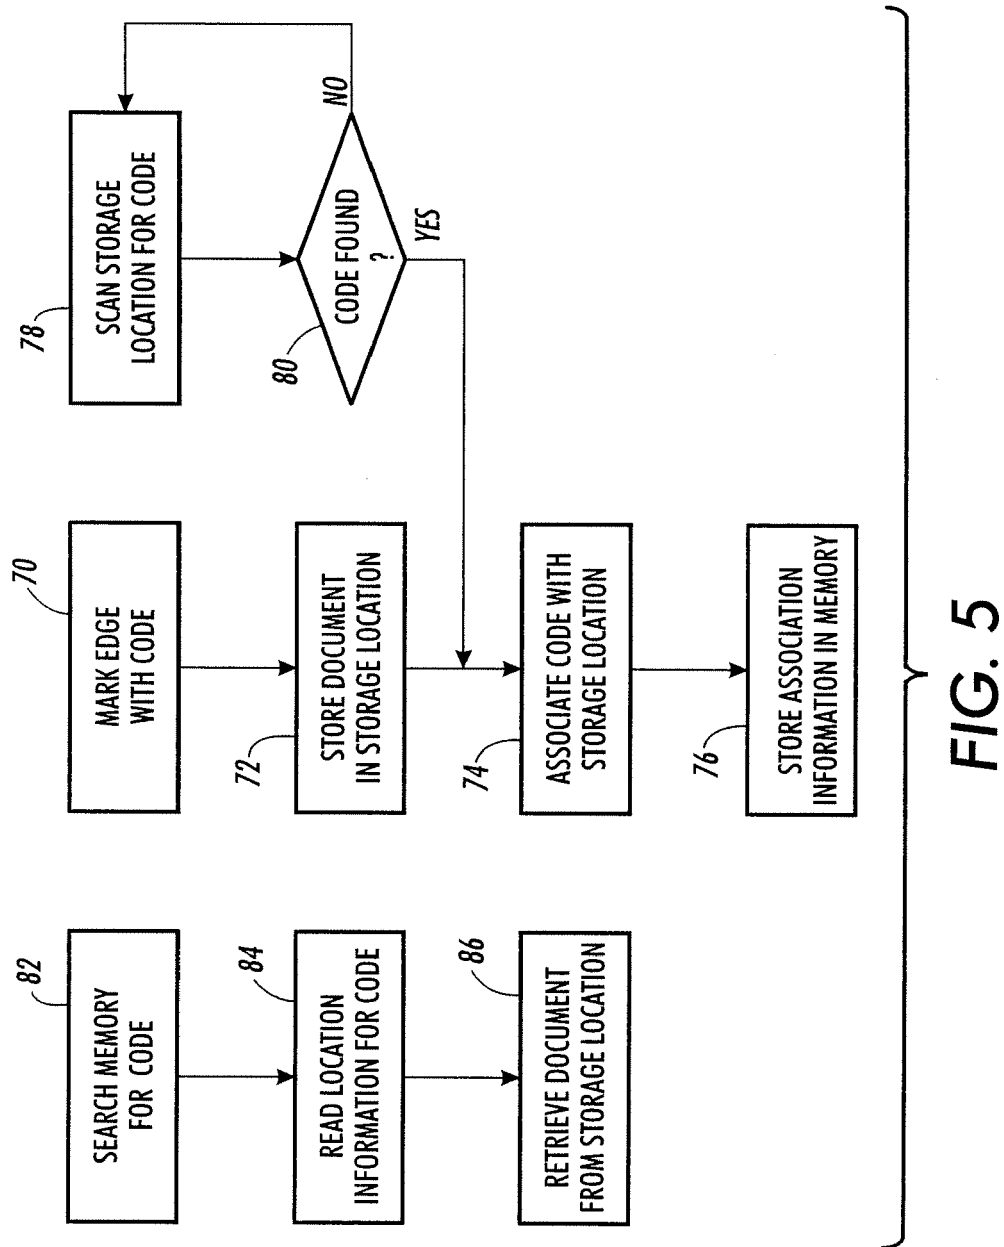 82
SEARCH MEMORY
FOR CODE
84
READ LOCATION
INFORMATION FOR CODE
86
RETRIEVE DOCUMENT
FROM STORAGE LOCATION
70
MARK EDGE
WITH CODE
72
STORE DOCUMENT
IN STORAGE LOCATION
74
ASSOCIATE CODE WITH
STORAGE LOCATION
76
STORE ASSOCIATION
INFORMATION IN MEMORY
78
SCAN STORAGE
LOCATION FOR CODE
80
CODE FOUND
?
NO
YES
FIG. 5